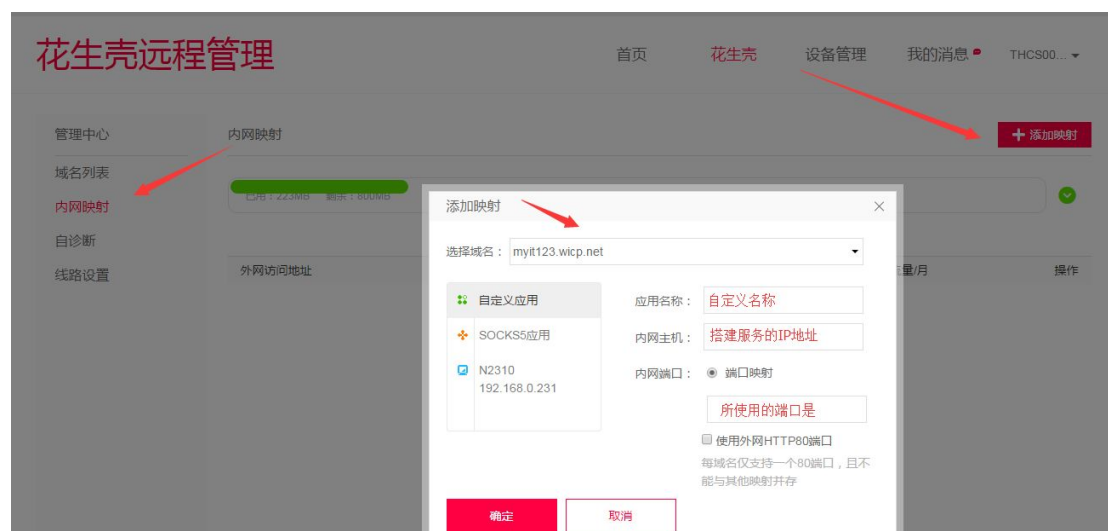 花生壳远程管理
首页 花生壳 设备管理 我的消息 THCS00...
管理中心
内网映射
添加映射
域名列表
内网映射
自诊断
线路设置
已用：223MB 剩余：800MB
外网访问地址
量/月
操作
添加映射
选择域名： myit123.wicp.net
自定义应用
SOCKS5应用
N2310
192.168.0.231
应用名称： 自定义名称
内网主机： 搭建服务的IP地址
内网端口： 端口映射
所使用的端口是
使用外网HTTP80端口
每域名仅支持一个80端口，且不
能与其他映射并存
确定
取消